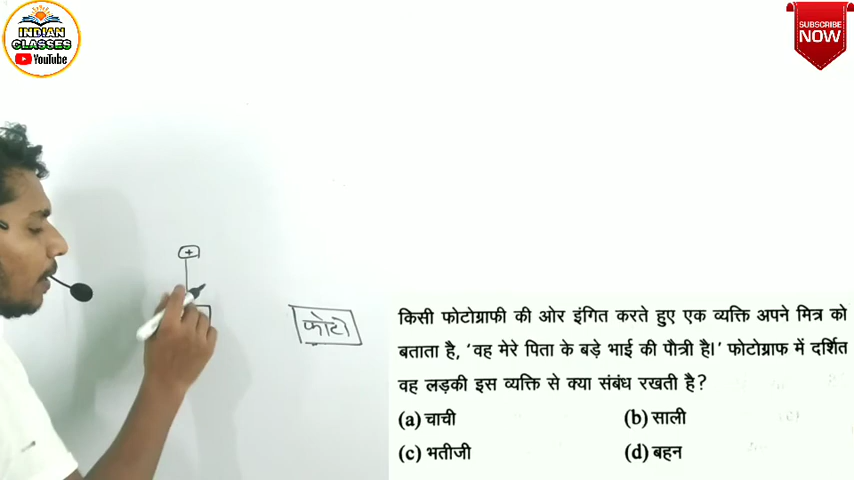 INDIAN
CLASSES
YouTube
SUBSCRIBE
NOW
+
फोटो
किसी फोटोग्राफी की ओर इंगित करते हुए एक व्यक्ति अपने मित्र को
बताता है, ‘वह मेरे पिता के बड़े भाई की पौत्री है।’ फोटोग्राफ में दर्शित
वह लड़की इस व्यक्ति से क्या संबंध रखती है?
(a) चाची
(b) साली
(c) भतीजी
(d) बहन